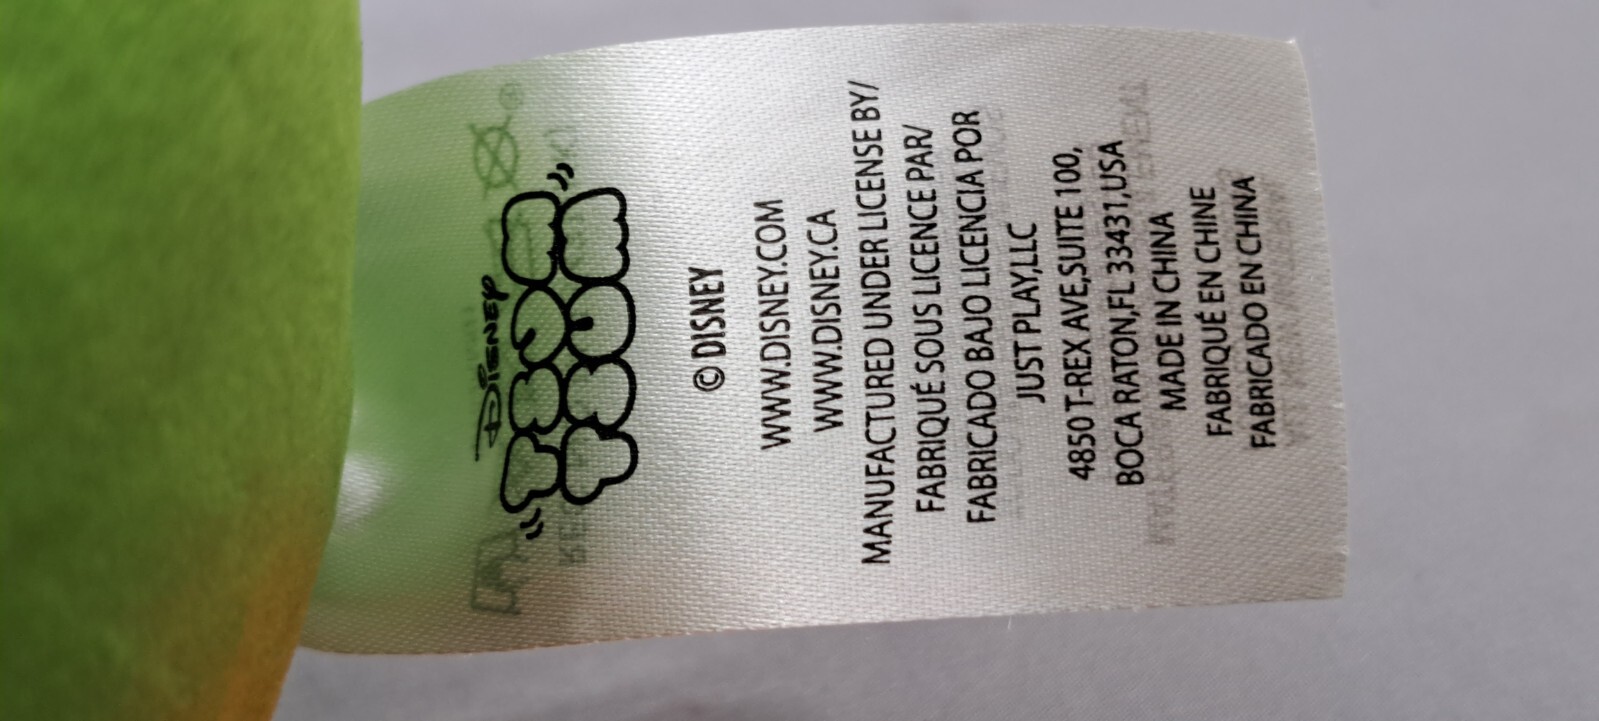 Disney
TSUM
TSUM
© DISNEY
WWW.DISNEY.COM
WWW.DISNEY.CA
MANUFACTURED UNDER LICENSE BY/
FABRIQUÉ SOUS LICENCE PAR/
FABRICADO BAJO LICENCIA POR
JUST PLAY,LLC
4850 T-REX AVE,SUITE 100,
BOCA RATON,FL 33431,USA
MADE IN CHINA
FABRIQUÉ EN CHINE
FABRICADO EN CHINA